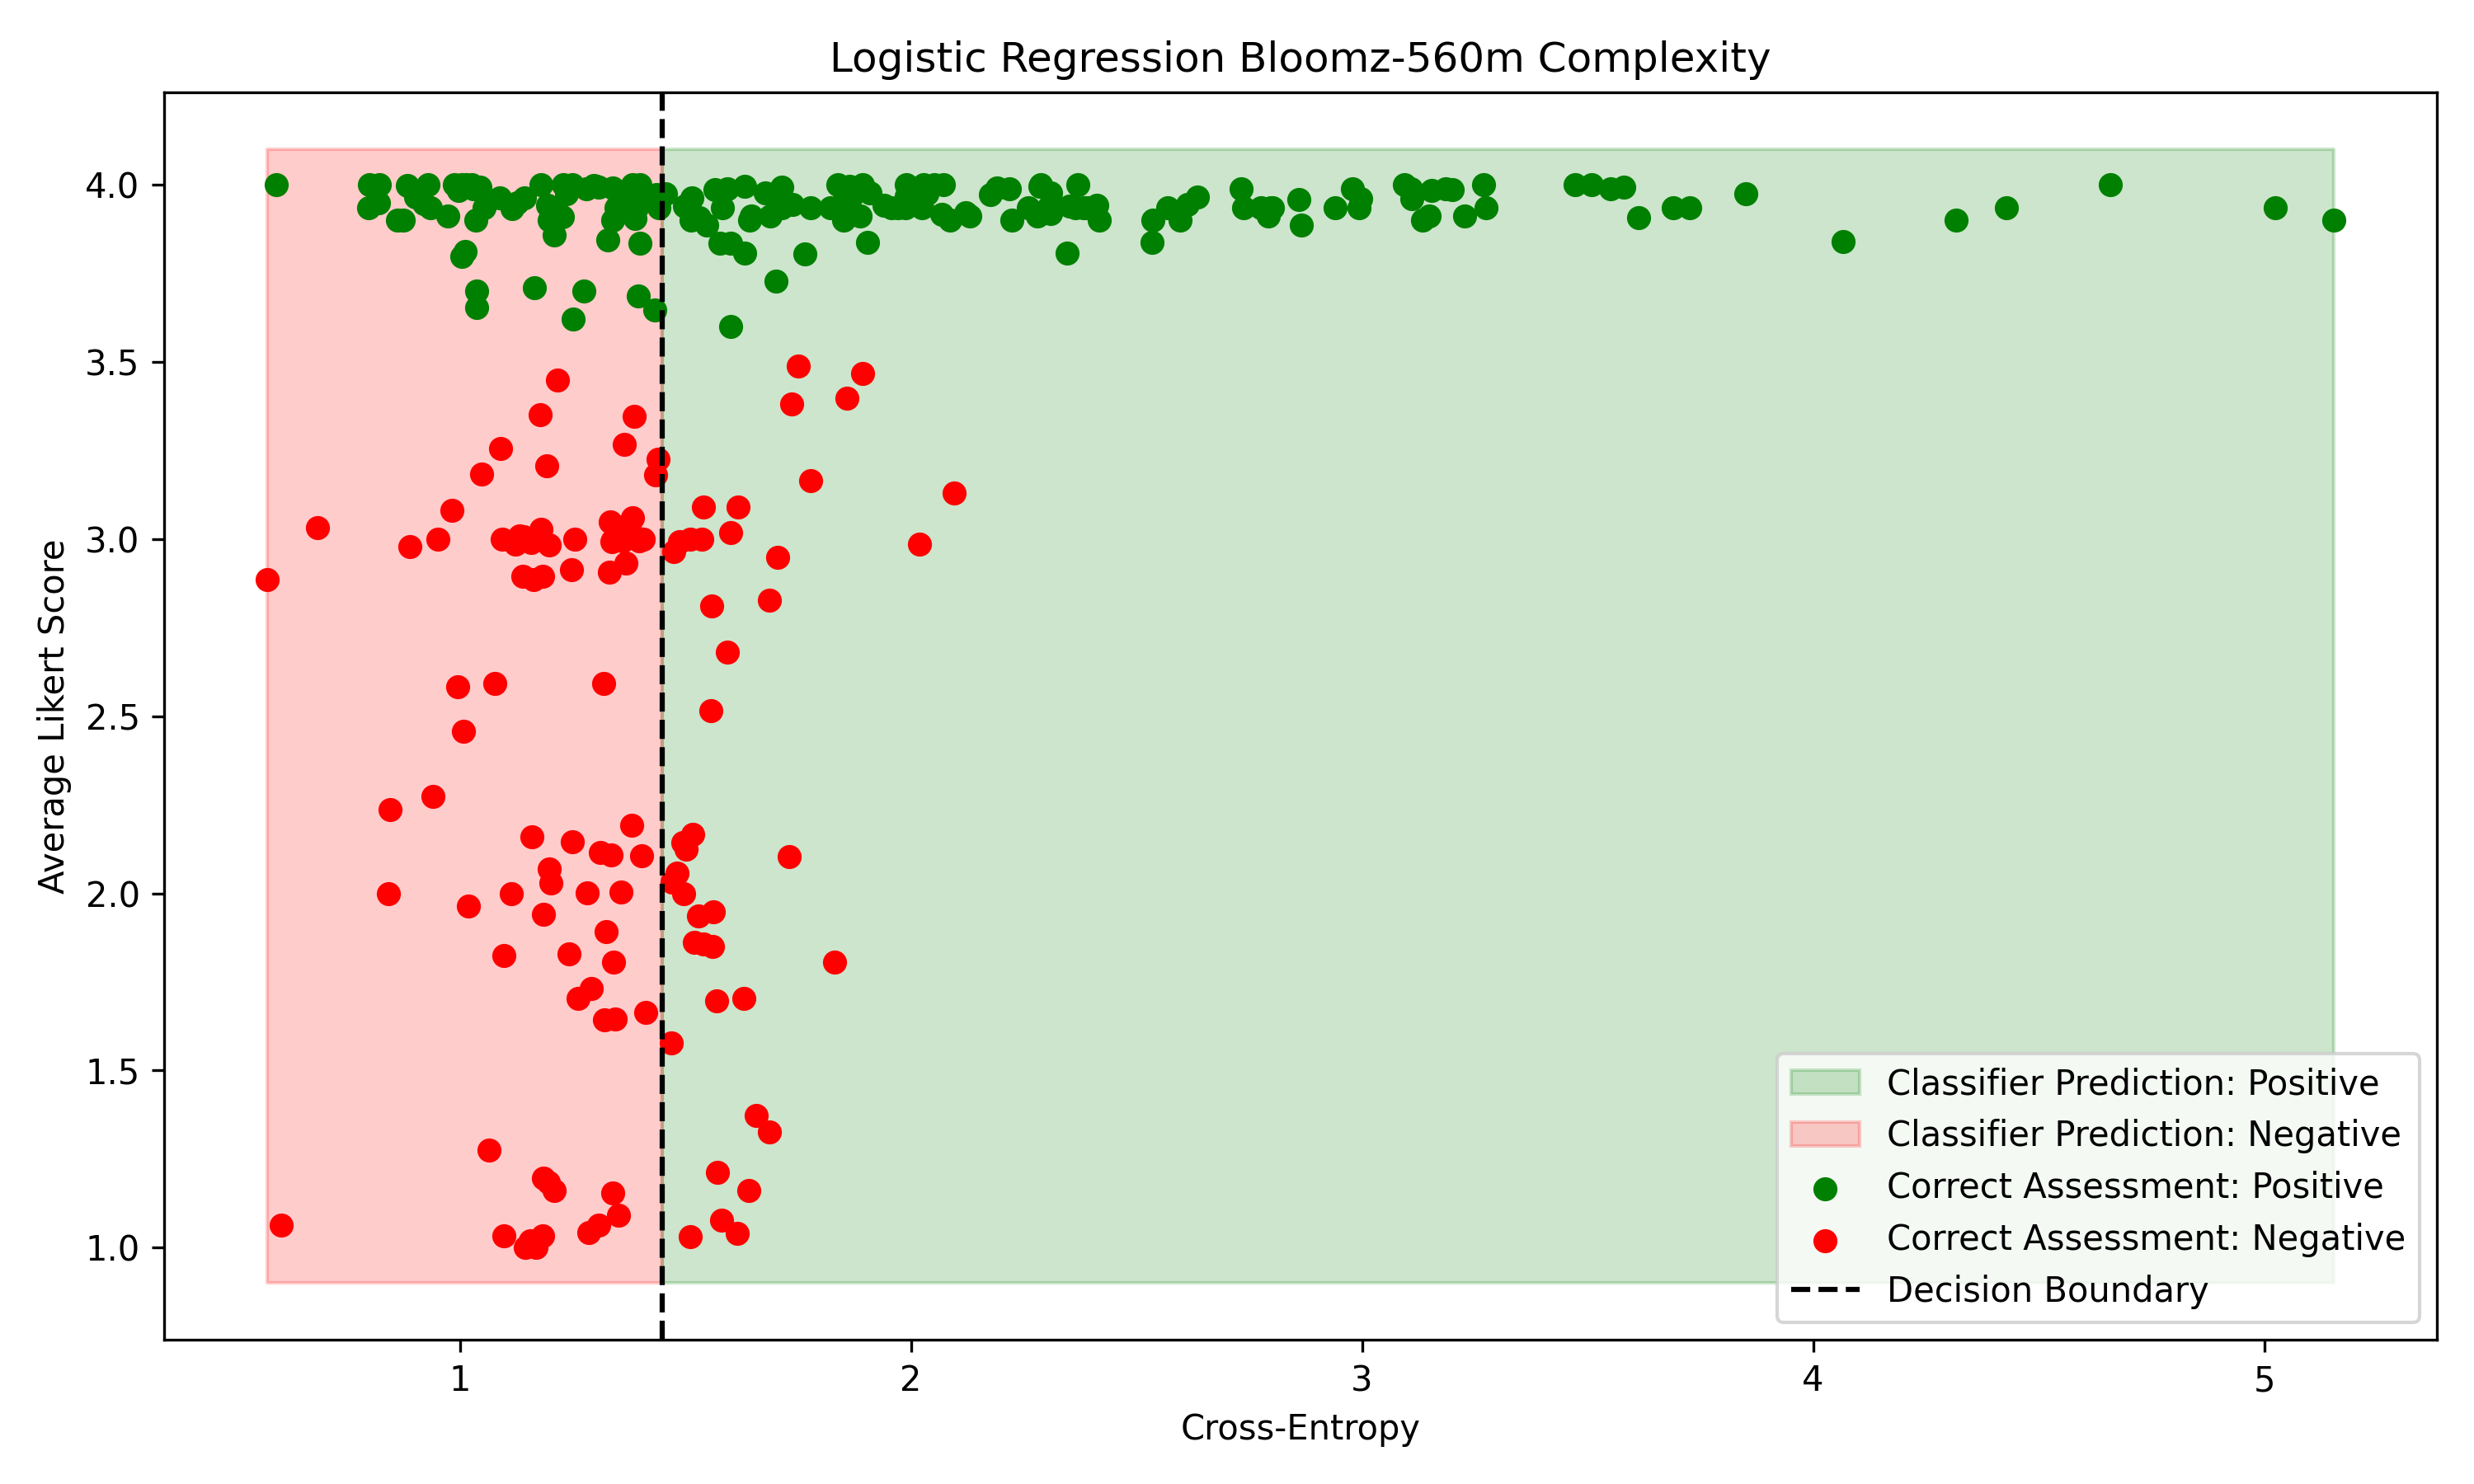 Logistic Regression Bloomz-560m Complexity
Average Likert Score
4.0
3.5
3.0
2.5
2.0
1.5
1.0
Classifier Prediction: Positive
Classifier Prediction: Negative
Correct Assessment: Positive
Correct Assessment: Negative
Decision Boundary
1 2 3 4 5
Cross-Entropy